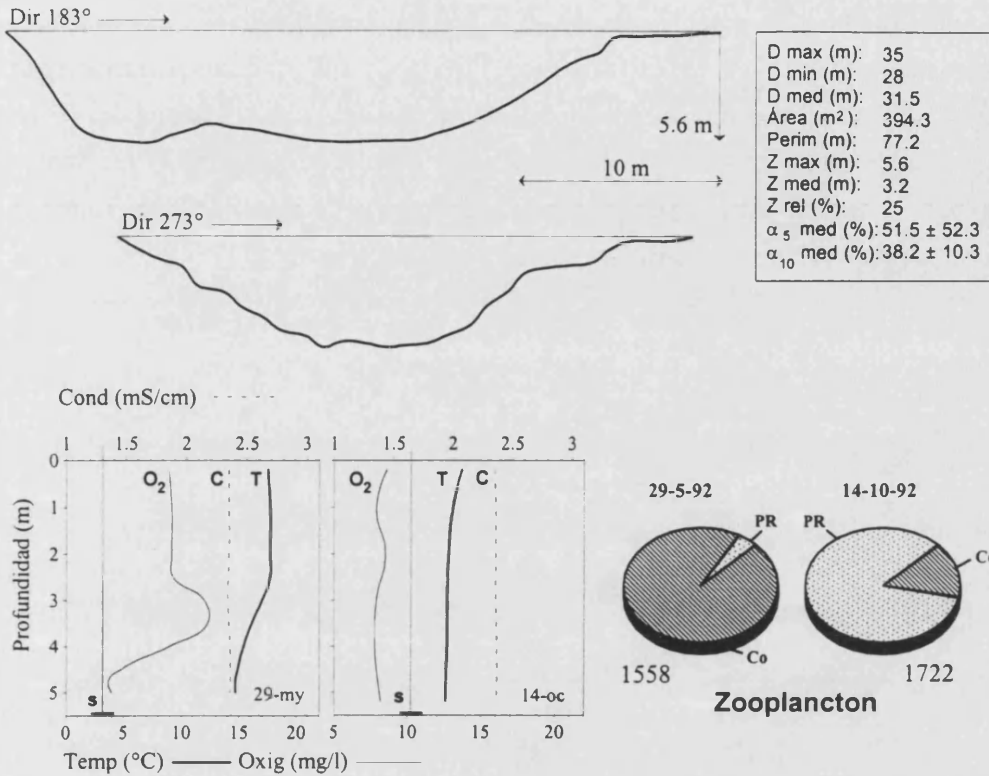 Dir 183°
5.6 m
10 m
Dir 273°
D max (m): 35
D min (m): 28
D med (m): 31.5
Área (m²): 394.3
Perim (m): 77.2
Z max (m): 5.6
Z med (m): 3.2
Z rel (%): 25
α5 med (%): 51.5 ± 52.3
α10 med (%): 38.2 ± 10.3
Cond (mS/cm)
1 1.5 2 2.5 3 1 1.5 2 2.5 3
Profundidad (m)
0
1
2
3
4
5
O2 C T
O2 T C
s 29-my
s 14-oc
0 5 10 15 20 0 5 10 15 20
Temp (°C) Oxig (mg/l)
29-5-92 14-10-92
PR PR
Co
1558 1722
Zooplancton